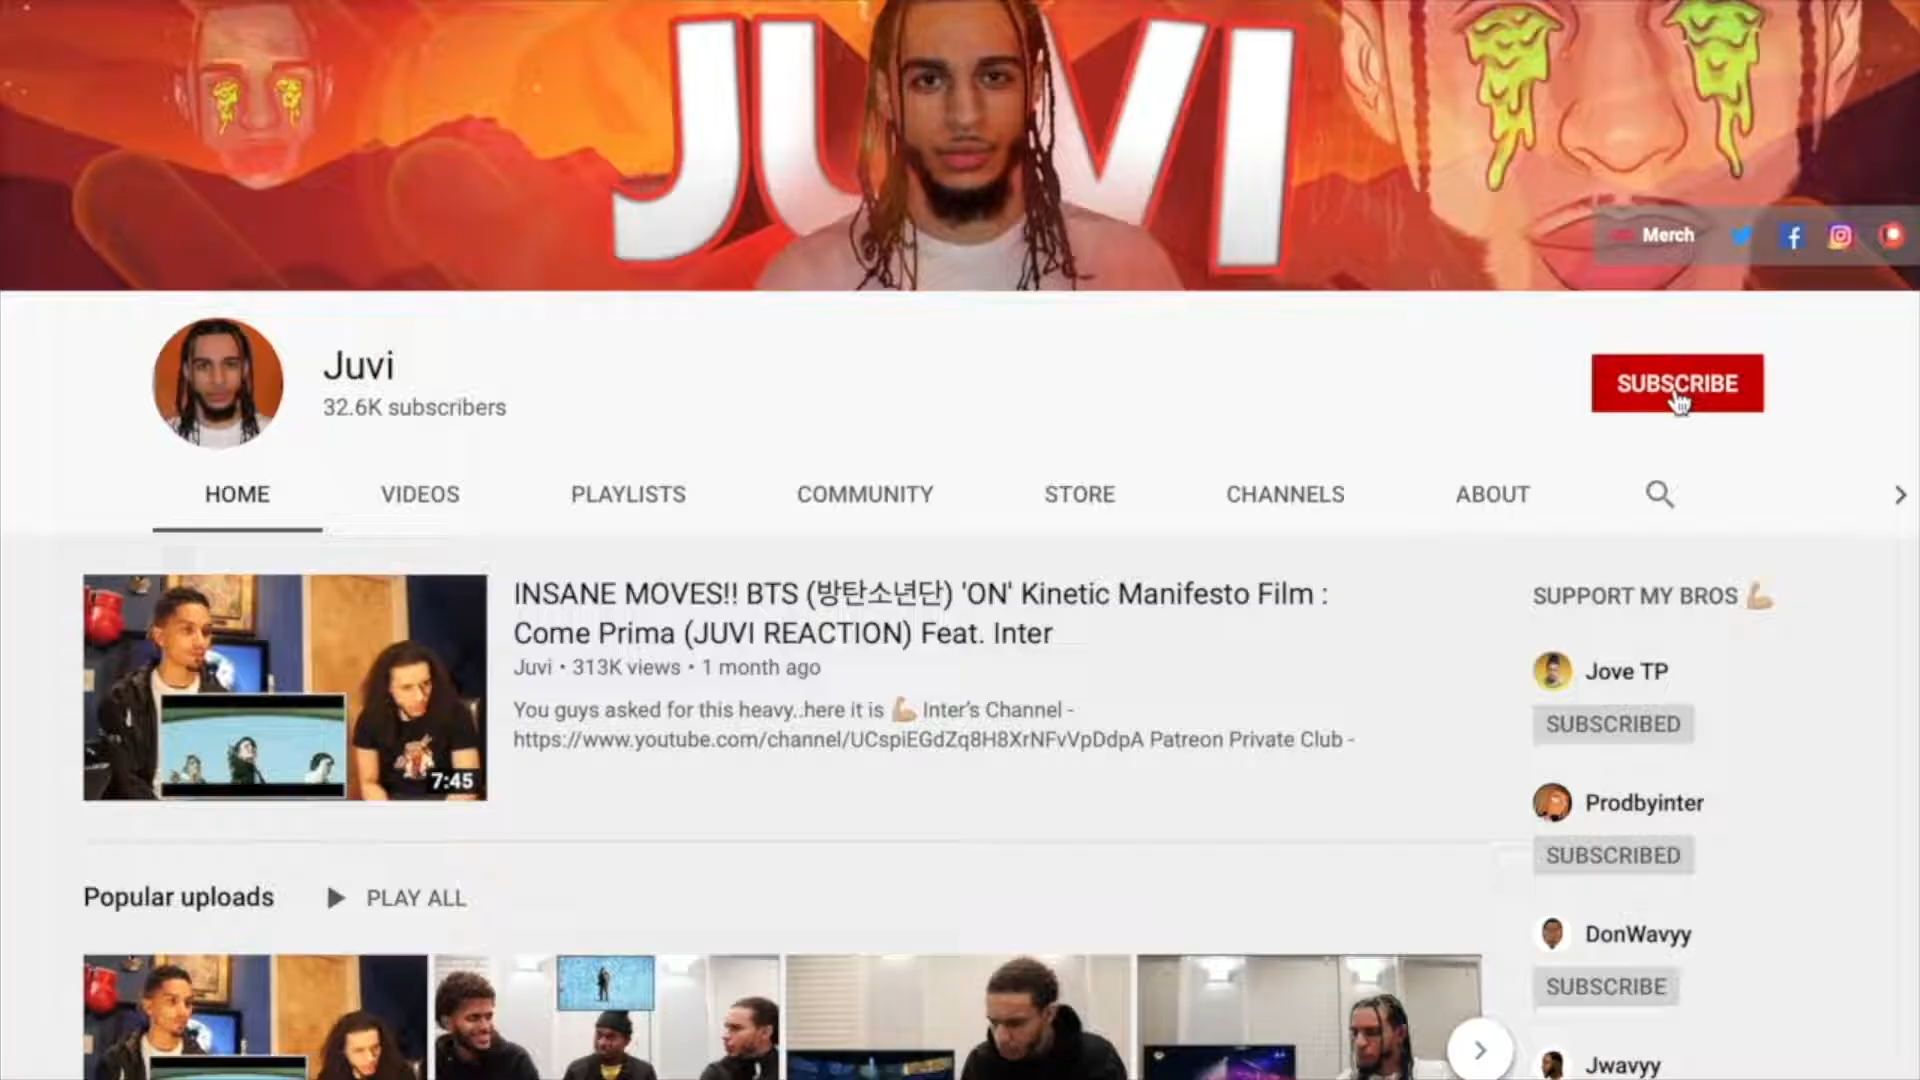 JUVI
Merch
Juvi
32.6K subscribers
SUBSCRIBE
HOME
VIDEOS
PLAYLISTS
COMMUNITY
STORE
CHANNELS
ABOUT
INSANE MOVES!! BTS (방탄소년단) 'ON' Kinetic Manifesto Film :
Come Prima (JUVI REACTION) Feat. Inter
Juvi • 313K views • 1 month ago
You guys asked for this heavy..here it is 💪🏼 Inter's Channel -
https://www.youtube.com/channel/UCspiEGdZq8H8XrNFvVpDdpA Patreon Private Club -
7:45
SUPPORT MY BROS 💪🏼
Jove TP
SUBSCRIBED
Prodbyinter
SUBSCRIBED
DonWavyy
SUBSCRIBE
Jwavyy
Popular uploads
PLAY ALL